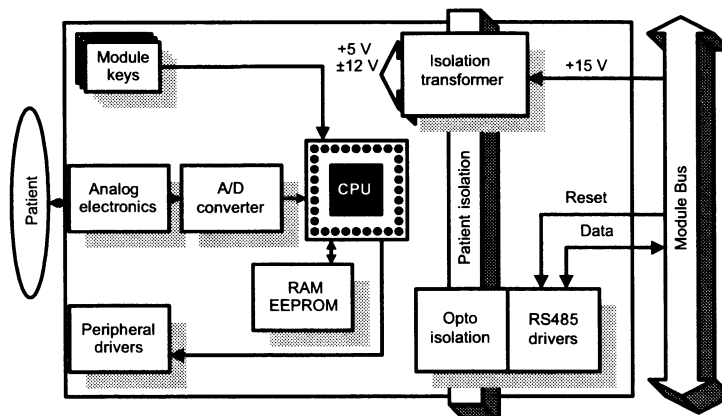 Module
keys
+5 V
±12 V
Isolation
transformer
+15 V
Patient
Analog
electronics
A/D
converter
CPU
Patient isolation
Reset
Data
Module Bus
RAM
EEPROM
Peripheral
drivers
Opto
isolation
RS485
drivers